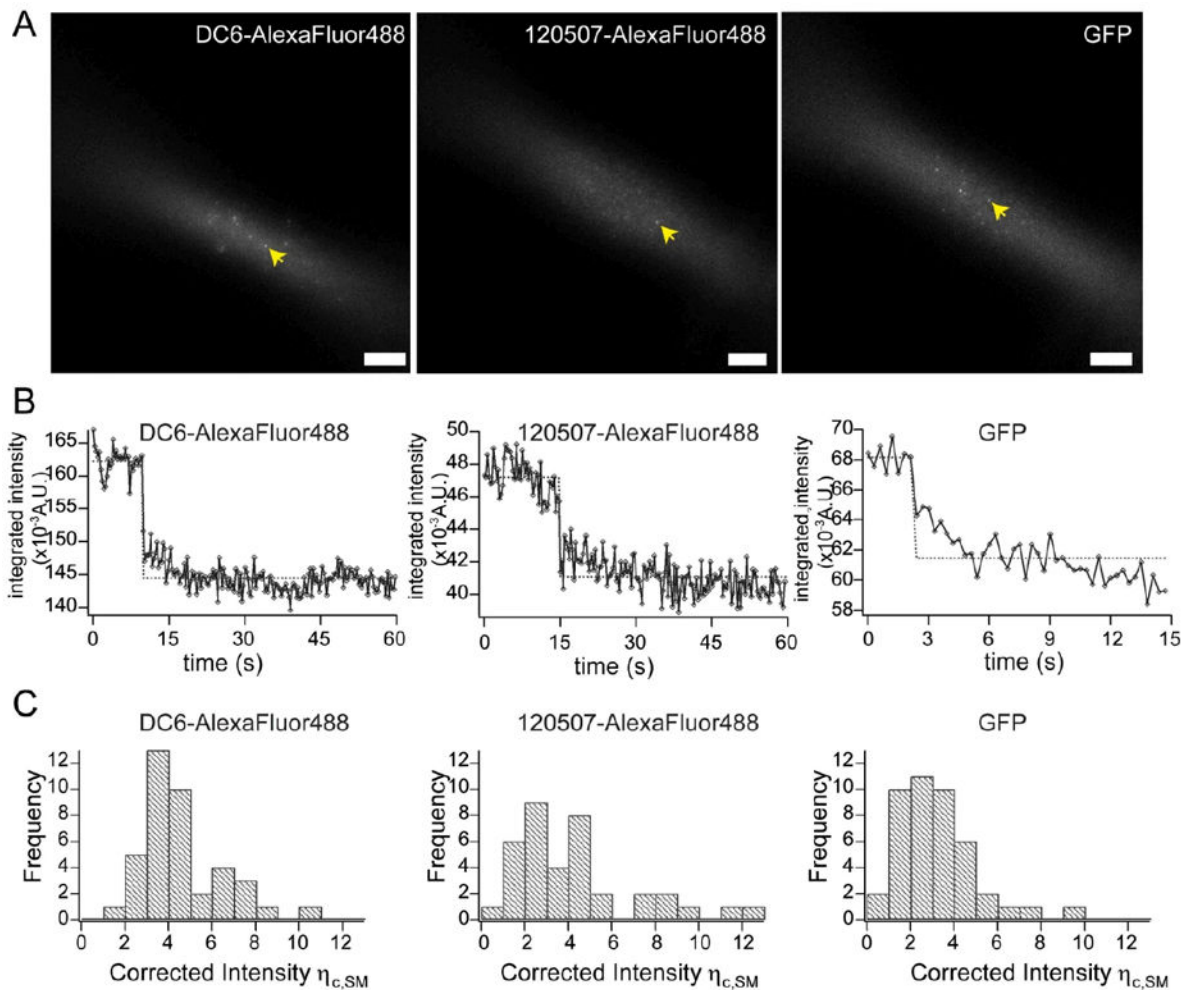 A
DC6-AlexaFluor488
120507-AlexaFluor488
GFP
B
DC6-AlexaFluor488
120507-AlexaFluor488
GFP
integrated intensity
(x10⁻³A.U.)
165
160
155
150
145
140
0 15 30 45 60
time (s)
integrated intensity
(x10⁻³A.U.)
50
48
46
44
42
40
0 15 30 45 60
time (s)
integrated intensity
(x10⁻³A.U.)
70
68
66
64
62
60
58
0 3 6 9 12 15
time (s)
C
DC6-AlexaFluor488
120507-AlexaFluor488
GFP
Frequency
12
10
8
6
4
2
0
0 2 4 6 8 10 12
Corrected Intensity ηc,SM
Frequency
12
10
8
6
4
2
0
0 2 4 6 8 10 12
Corrected Intensity ηc,SM
Frequency
12
10
8
6
4
2
0
0 2 4 6 8 10 12
Corrected Intensity ηc,SM